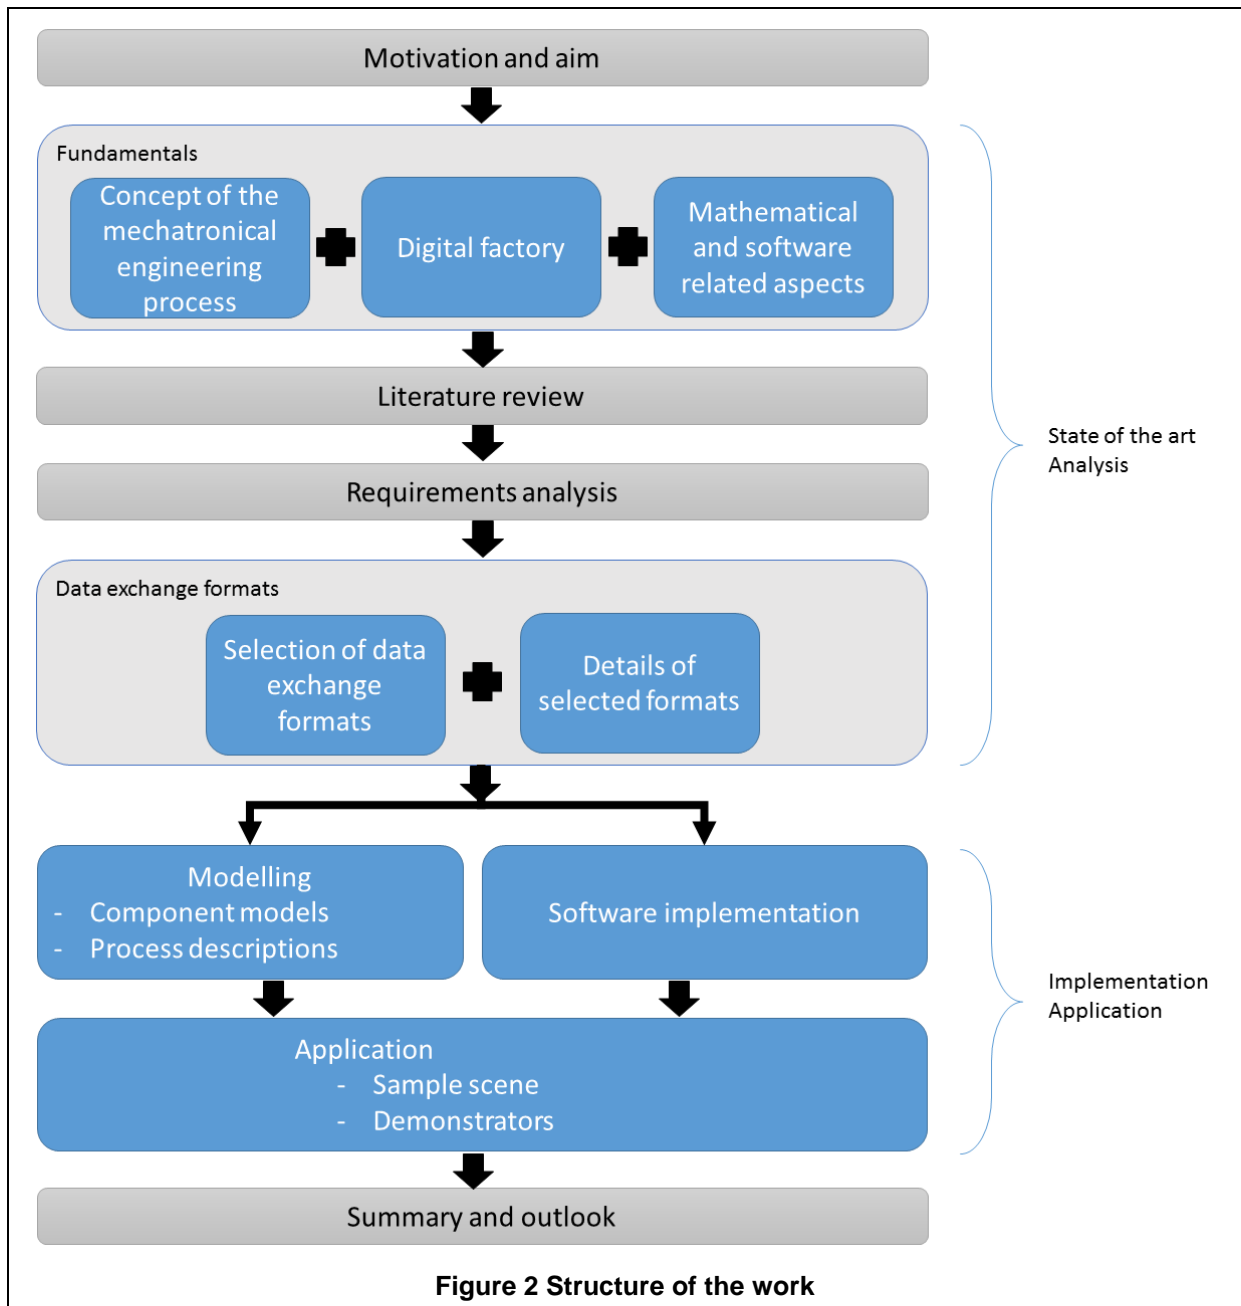 Motivation and aim
Fundamentals
Concept of the
mechatronical
engineering
process
Digital factory
Mathematical
and software
related aspects
Literature review
Requirements analysis
State of the art
Analysis
Data exchange formats
Selection of data
exchange
formats
Details of
selected formats
Modelling
- Component models
- Process descriptions
Software implementation
Application
- Sample scene
- Demonstrators
Implementation
Application
Summary and outlook
Figure 2 Structure of the work